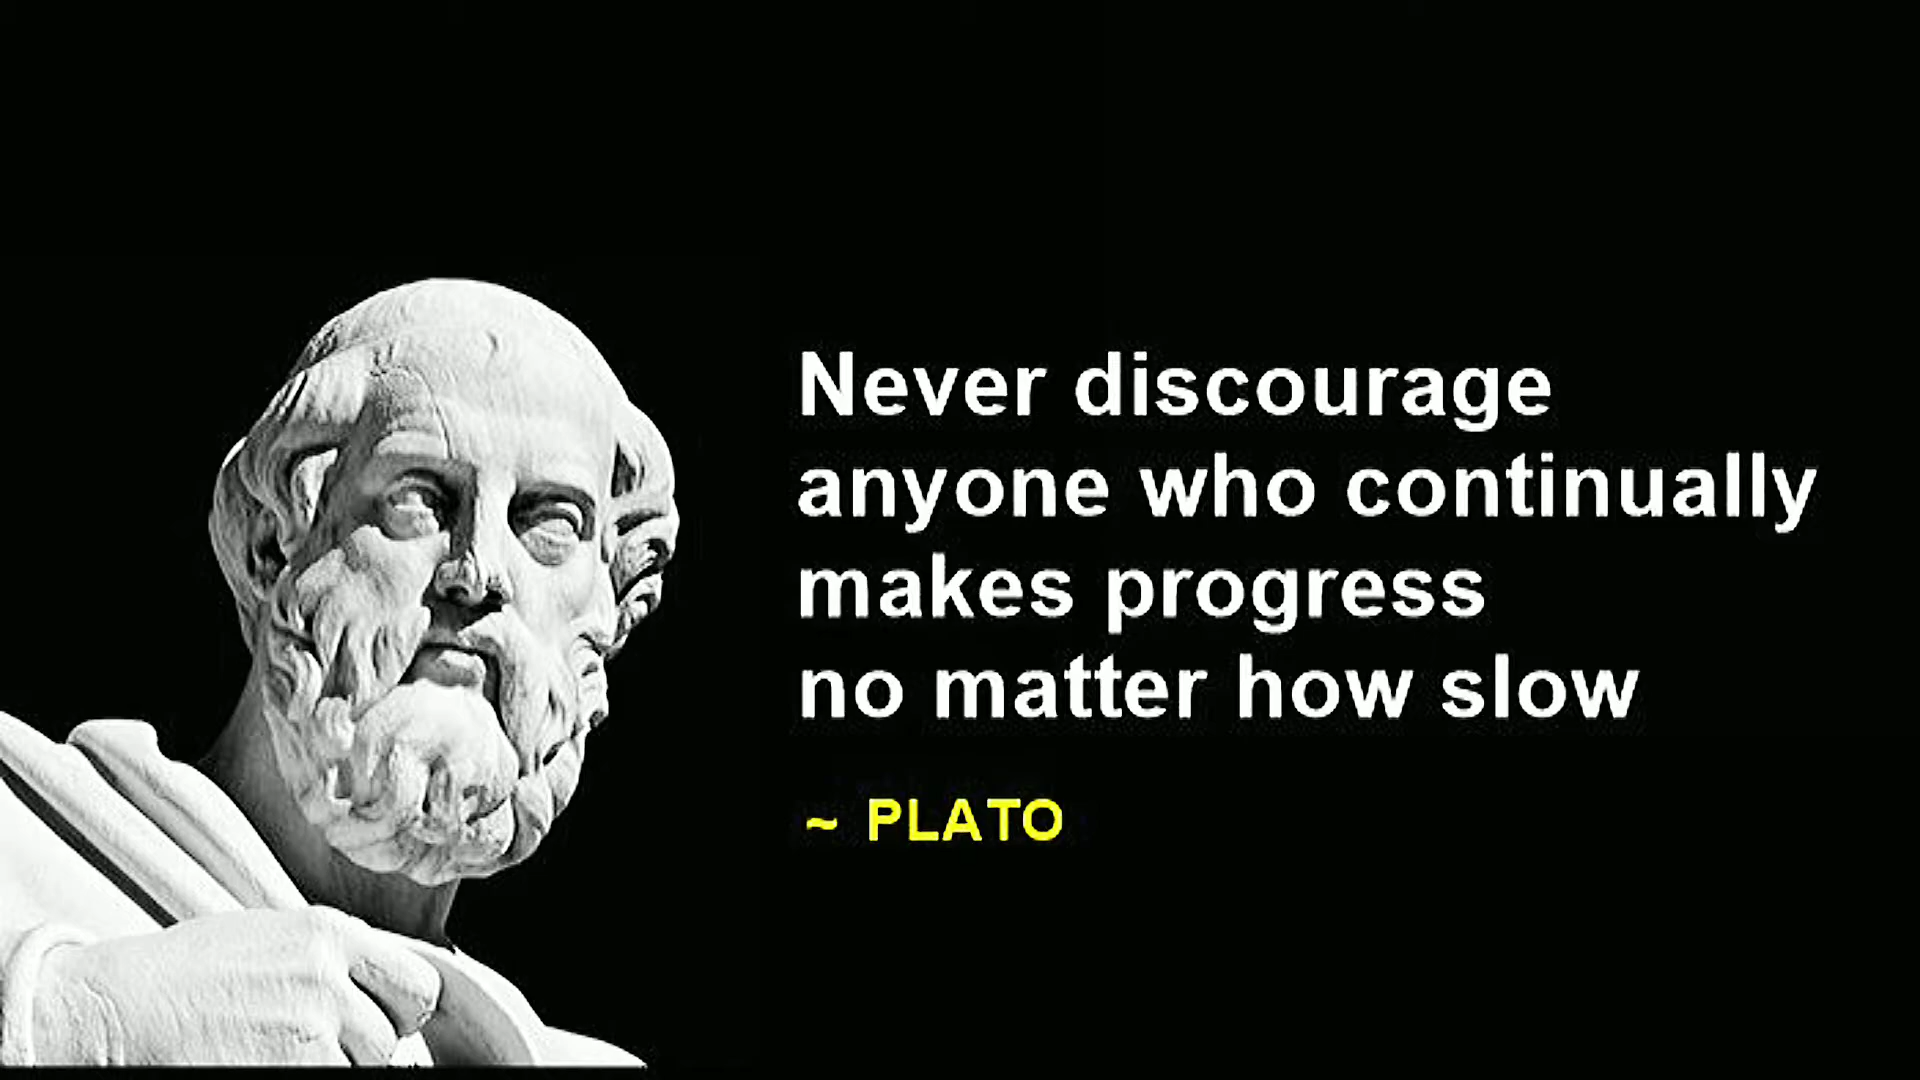 Never discourage
anyone who continually
makes progress
no matter how slow
~ PLATO